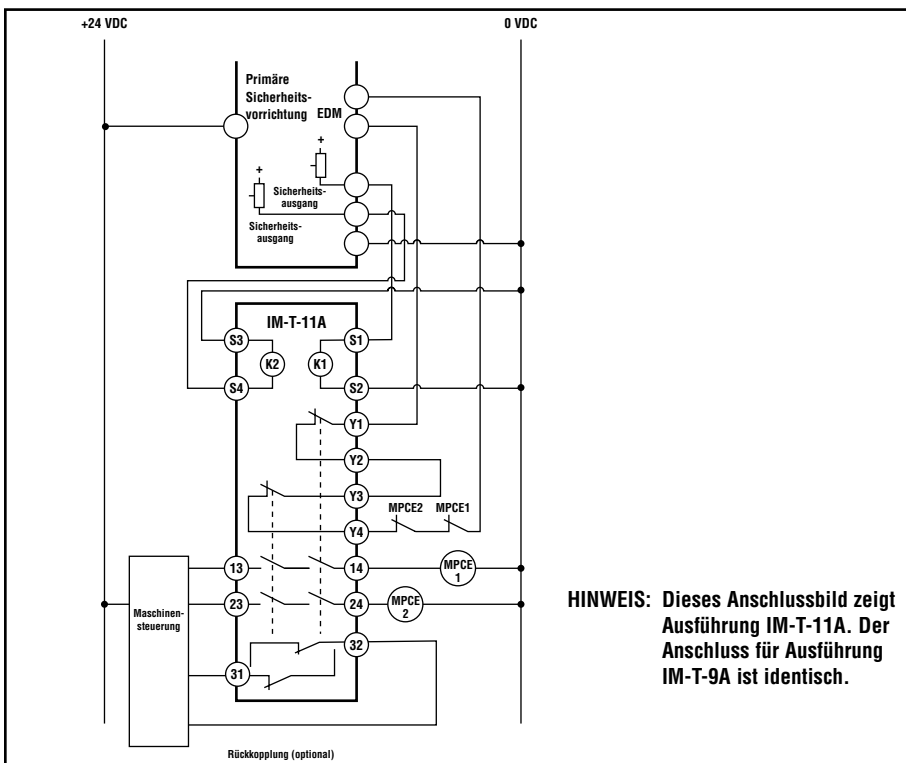 +24 VDC
0 VDC
Primäre
Sicherheits-
vorrichtung
EDM
+
+
Sicherheits-
ausgang
Sicherheits-
ausgang
IM-T-11A
S3
S1
K2
K1
S4
S2
Y1
Y2
Y3
MPCE2
MPCE1
Y4
13
14
MPCE
1
Maschinen-
steuerung
23
24
MPCE
2
32
31
Rückkopplung (optional)
HINWEIS: Dieses Anschlussbild zeigt
Ausführung IM-T-11A. Der
Anschluss für Ausführung
IM-T-9A ist identisch.